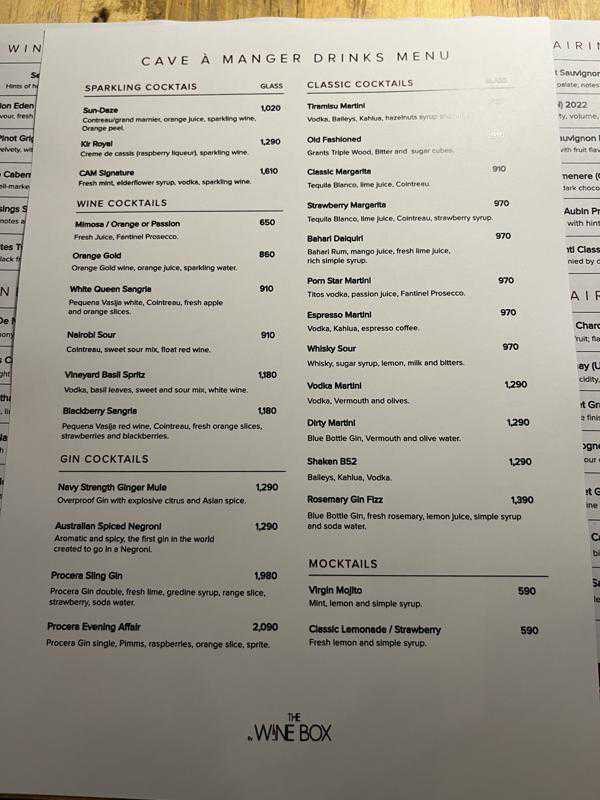 CAVE À MANGER DRINKS MENU
SPARKLING COCKTAIS GLASS
Sun-Daze 1,020
Contreau/grand marnier, orange juice, sparkling wine,
Orange peel.
Kir Royal 1,290
Creme de cassis (raspberry liqueur), sparkling wine.
CAM Signature 1,610
Fresh mint, elderflower syrup, vodka, sparkling wine.
WINE COCKTAILS
Mimosa / Orange or Passion 650
Fresh Juice, Fantinel Prosecco.
Orange Gold 860
Orange Gold wine, orange juice, sparkling water.
White Queen Sangria 910
Pequena Vasija white, Cointreau, fresh apple
and orange slices.
Nairobi Sour 910
Cointreau, sweet sour mix, float red wine.
Vineyard Basil Spritz 1,180
Vodka, basil leaves, sweet and sour mix, white wine.
Blackberry Sangria 1,180
Pequena Vasija red wine, Cointreau, fresh orange slices,
strawberries and blackberries.
GIN COCKTAILS
Navy Strength Ginger Mule 1,290
Overproof Gin with explosive citrus and Asian spice.
Australian Spiced Negroni 1,290
Aromatic and spicy, the first gin in the world
created to go in a Negroni.
Procera Sling Gin 1,980
Procera Gin double, fresh lime, gredine syrup, range slice,
strawberry, soda water.
Procera Evening Affair 2,090
Procera Gin single, Pimms, raspberries, orange slice, sprite.
CLASSIC COCKTAILS GLASS
Tiramisu Martini
Vodka, Baileys, Kahlua, hazelnuts syrup and
Old Fashioned
Grants Triple Wood, Bitter and sugar cubes.
Classic Margarita 910
Tequila Blanco, lime juice, Cointreau.
Strawberry Margarita 970
Tequila Blanco, lime juice, Cointreau, strawberry syrup.
Bahari Daiquiri 970
Bahari Rum, mango juice, fresh lime juice,
rich simple syrup.
Porn Star Martini 970
Titos vodka, passion juice, Fantinel Prosecco.
Espresso Martini 970
Vodka, Kahlua, espresso coffee.
Whisky Sour 970
Whisky, sugar syrup, lemon, milk and bitters.
Vodka Martini 1,290
Vodka, Vermouth and olives.
Dirty Martini 1,290
Blue Bottle Gin, Vermouth and olive water.
Shaken B52 1,290
Baileys, Kahlua, Vodka.
Rosemary Gin Fizz 1,390
Blue Bottle Gin, fresh rosemary, lemon juice, simple syrup
and soda water.
MOCKTAILS
Virgin Mojito 590
Mint, lemon and simple syrup.
Classic Lemonade / Strawberry 590
Fresh lemon and simple syrup.
THE
By WINE BOX